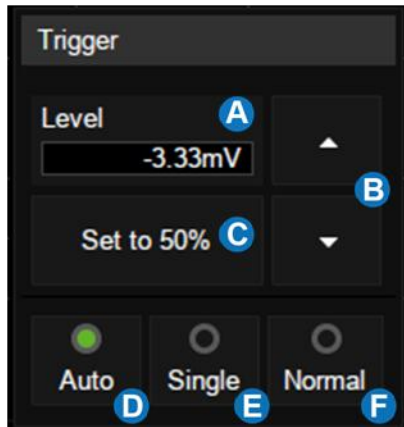 Trigger
Level
A
-3.33mV
B
Set to 50%
C
Auto
Single
Normal
D
E
F